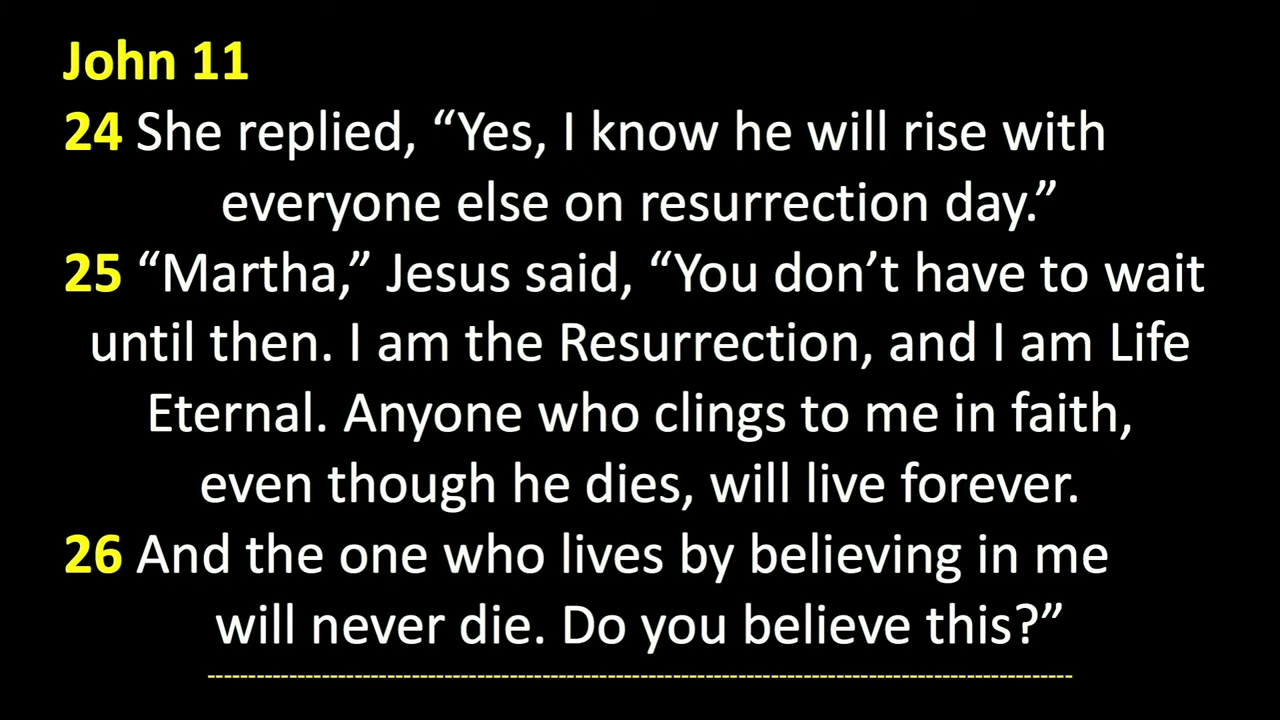 John 11
24 She replied, “Yes, I know he will rise with
everyone else on resurrection day.”
25 “Martha,” Jesus said, “You don’t have to wait
until then. I am the Resurrection, and I am Life
Eternal. Anyone who clings to me in faith,
even though he dies, will live forever.
26 And the one who lives by believing in me
will never die. Do you believe this?”